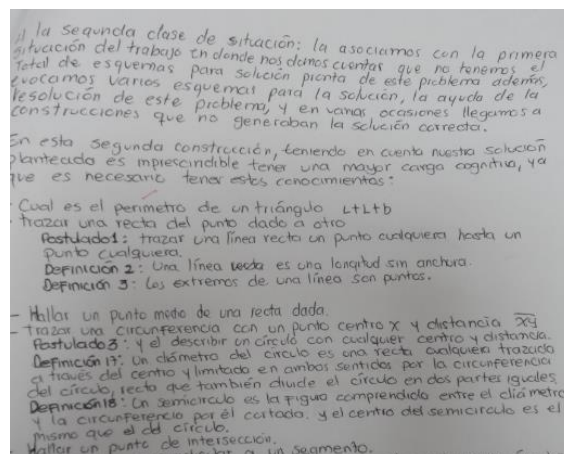 la segunda clase de situación: la asociamos con la primera
situación del trabajo en donde nos damos cuentas que no tenemos el
total de esquemas para solución pronta de este problema ademas,
evocamos varios esquemas para la solución, la ayuda de la
resolución de este problema, y en varias ocasiones llegamos a
construcciones que no generaban la solución correcta.
En esta segunda construcción, teniendo en cuenta nuestra solución
planteada es imprescindible tener una mayor carga cognitiva, ya
que es necesario tener estos conocimientos:
- Cual es el perimetro de un triángulo L+L+b
- trazar una recta del punto dado a otro
Postulado 1: trazar una línea recta un punto cualquiera hasta un
punto cualquiera.
Definición 2: Una línea es una longitud sin anchura.
Definición 3: Los extremos de una línea son puntos.
- Hallar un punto medio de una recta dada.
- Trazar una circunferencia con un punto centro x y distancia xy
Postulado 3: y el describir un círculo con cualquier centro y distancia.
Definición 17: Un diámetro del círculo es una recta cualquiera trazada
a través del centro y limitado en ambos sentidos por la circunferencia
del círculo, recta que también divide el círculo en dos partes iguales
Definición 18: Un semicírculo es la figura comprendida entre el diámetro
y la circunferencia por él cortada. y el centro del semicírculo es el
mismo que el del círculo.
Hallar un punto de intersección.
a un segmento.